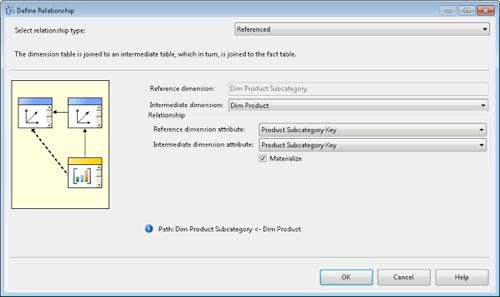 Define Relationship
Select relationship type: Referenced
The dimension table is joined to an intermediate table, which in turn, is joined to the fact table.
Reference dimension: Dim Product Subcategory
Intermediate dimension: Dim Product
Relationship
Reference dimension attribute: Product Subcategory Key
Intermediate dimension attribute: Product Subcategory Key
Materialize
Path: Dim Product Subcategory <- Dim Product
OK Cancel Help